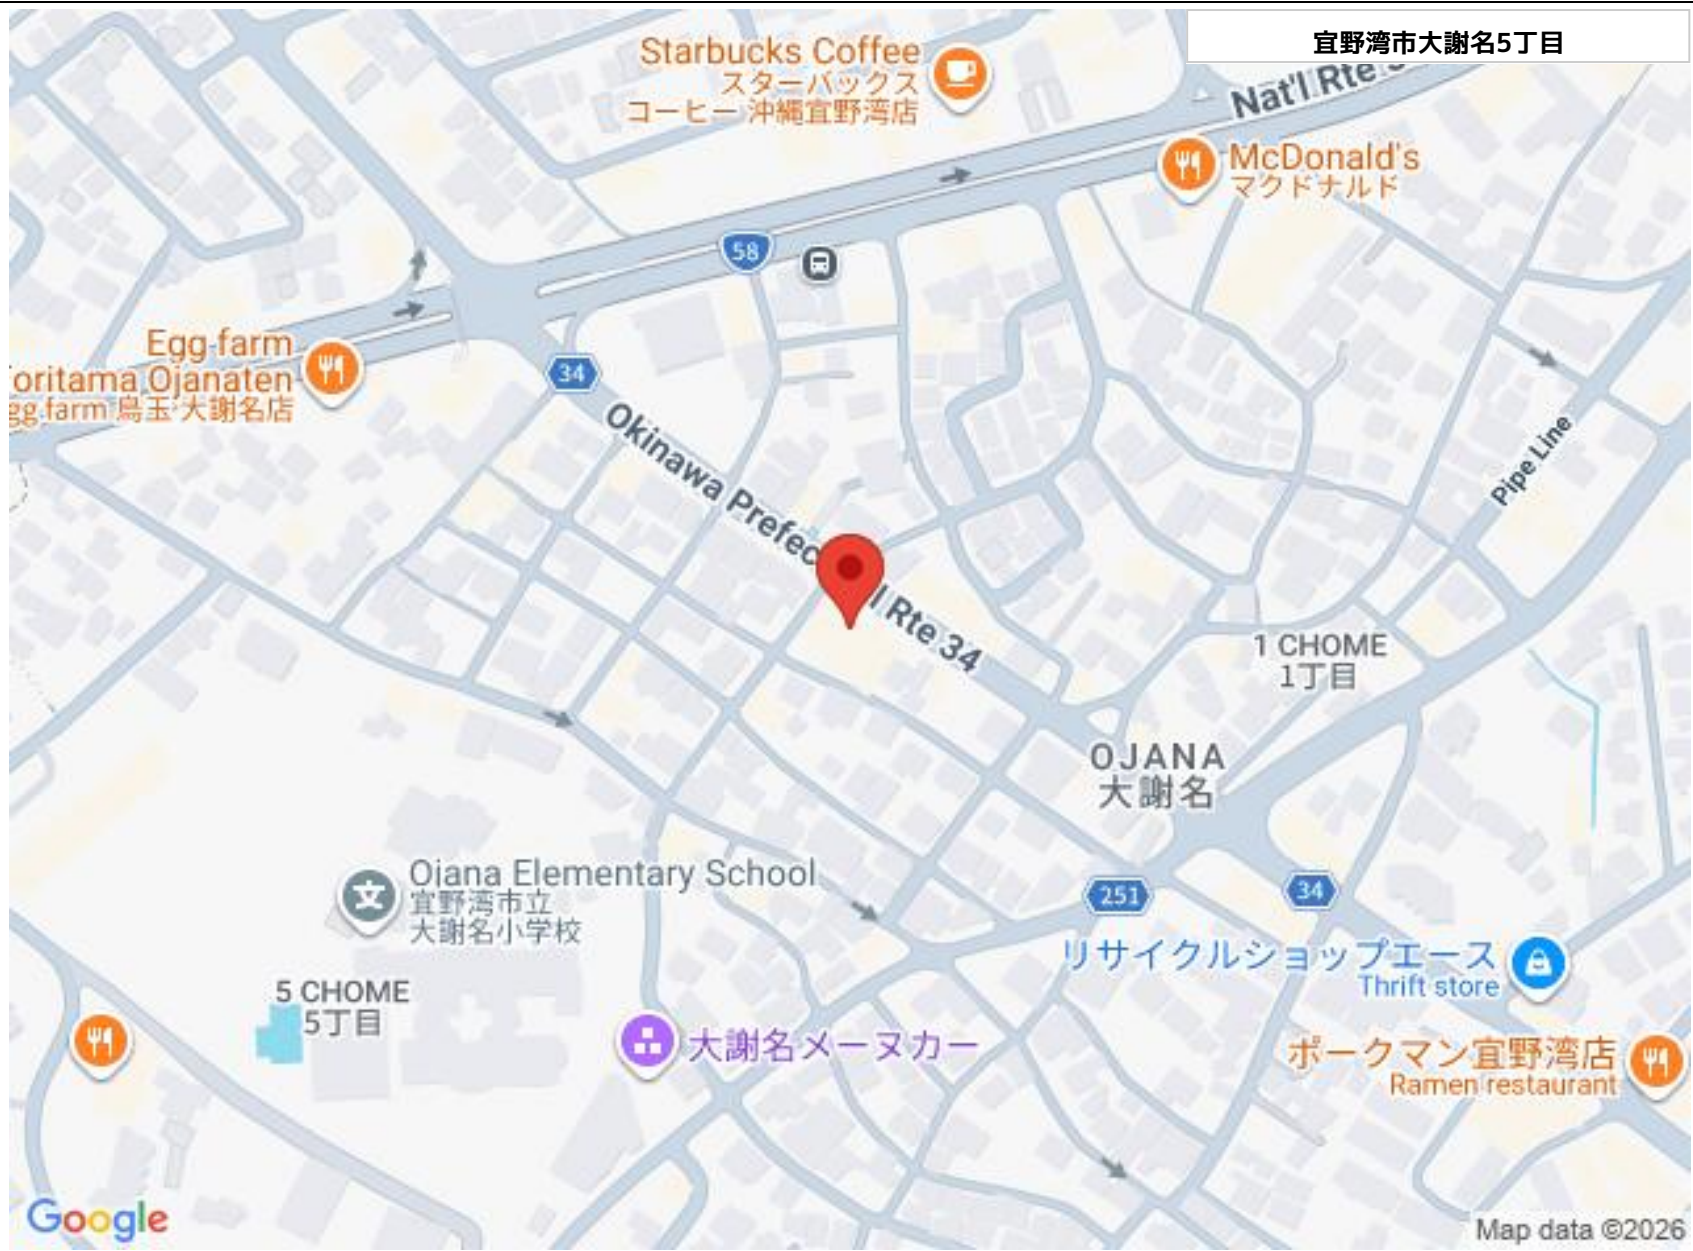 宜野湾市大謝名5丁目
Starbucks Coffee
スターバックス
コーヒー 沖縄宜野湾店
Nat'l Rte
McDonald's
マクドナルド
58
Egg farm
oritama Ojanaten
gg farm 鳥玉 大謝名店
34
Okinawa Prefec
l Rte 34
Pipe Line
1 CHOME
1丁目
OJANA
大謝名
Ojana Elementary School
宜野湾市立
大謝名小学校
251
34
リサイクルショップエース
Thrift store
5 CHOME
5丁目
大謝名メーヌカー
ポークマン宜野湾店
Ramen restaurant
Google
Map data ©2026